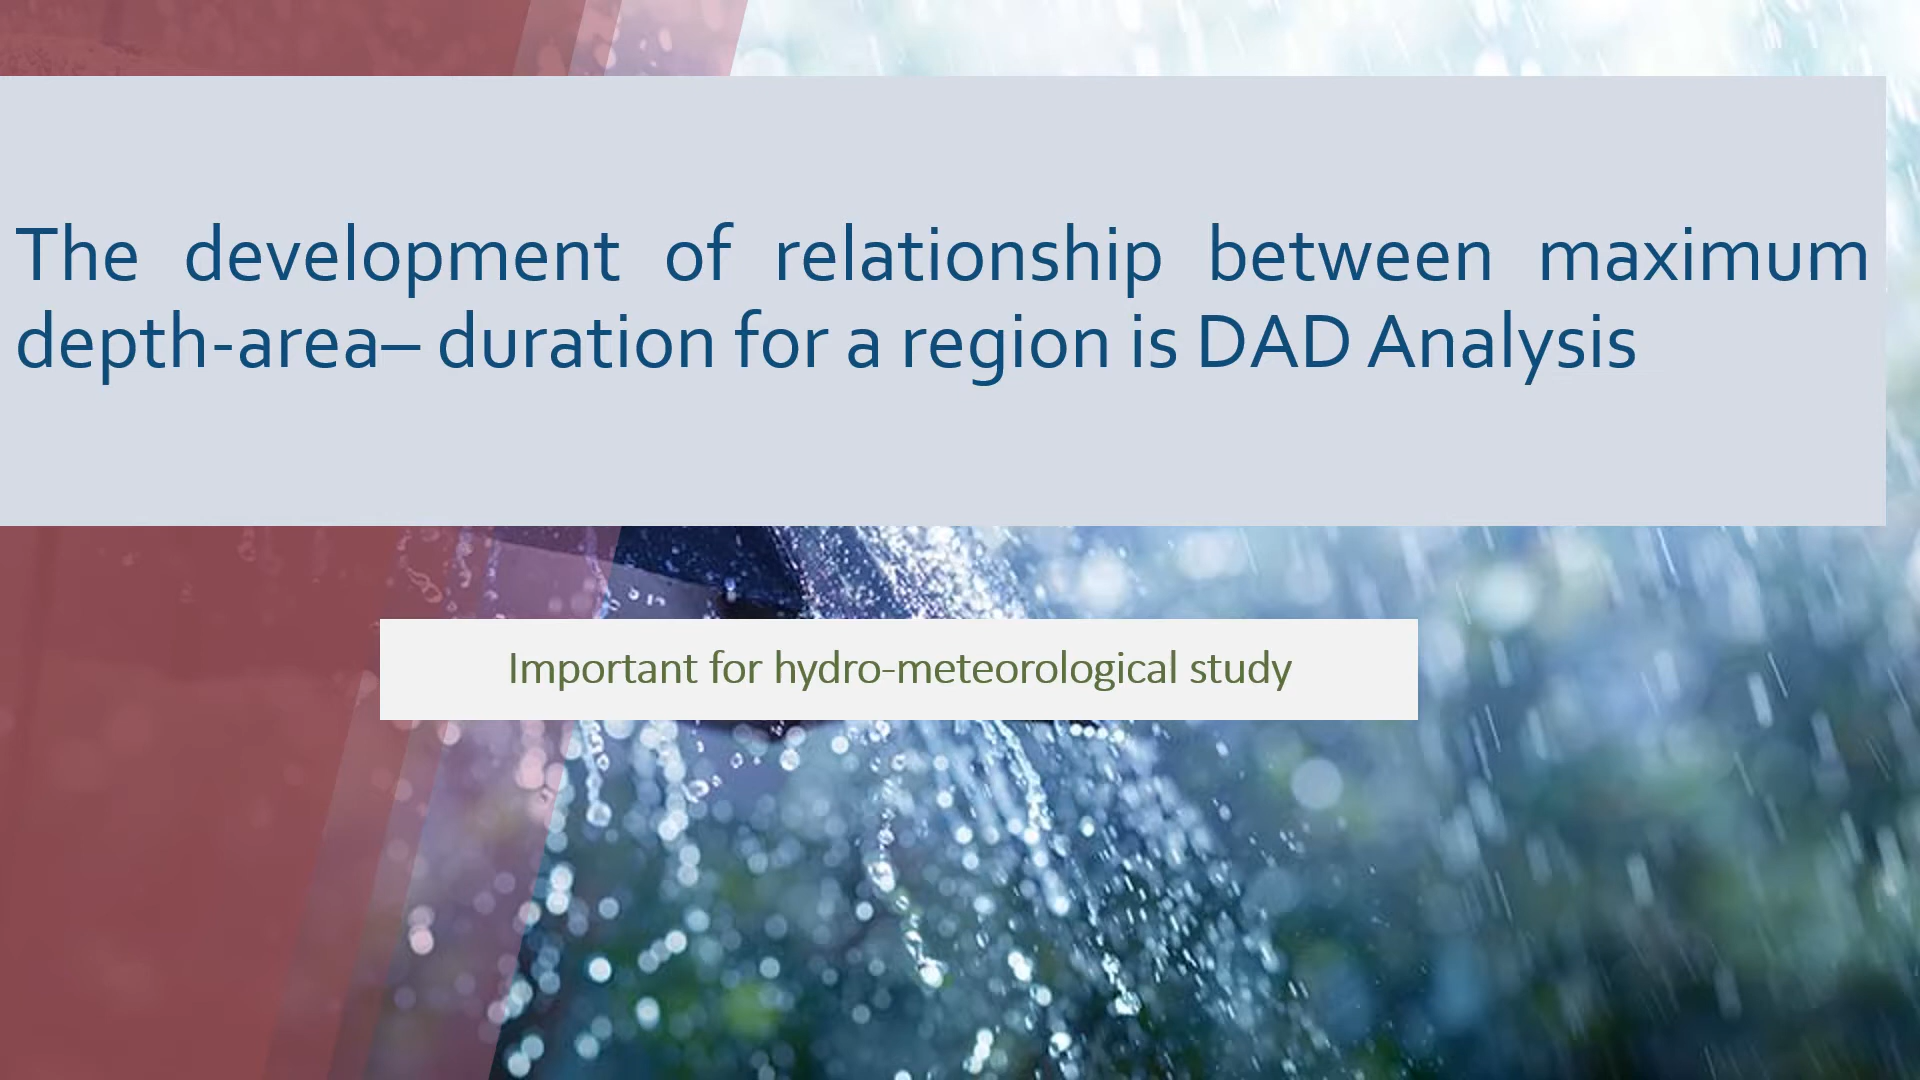 The development of relationship between maximum
depth-area– duration for a region is DAD Analysis
Important for hydro-meteorological study